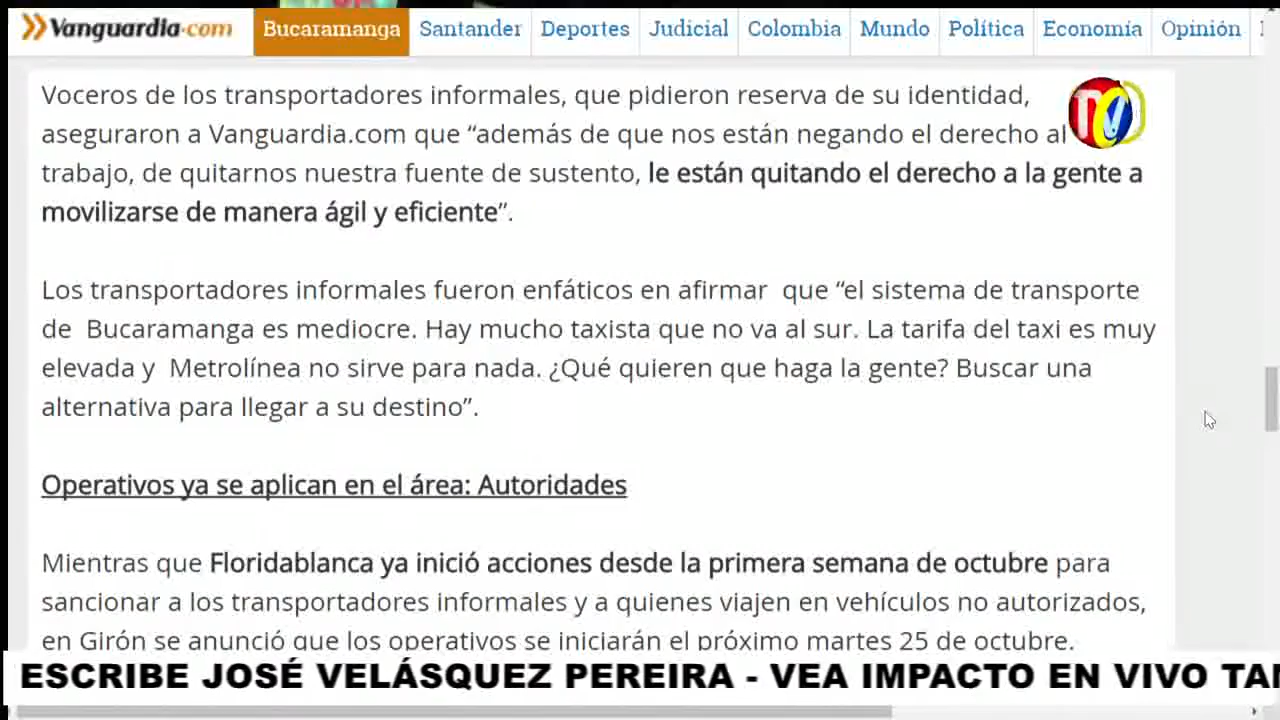 Vanguardia.com Bucaramanga Santander Deportes Judicial Colombia Mundo Política Economía Opinión
Voceros de los transportadores informales, que pidieron reserva de su identidad,
aseguraron a Vanguardia.com que “además de que nos están negando el derecho al
trabajo, de quitarnos nuestra fuente de sustento, le están quitando el derecho a la gente a
movilizarse de manera ágil y eficiente”.
Los transportadores informales fueron enfáticos en afirmar que “el sistema de transporte
de Bucaramanga es mediocre. Hay mucho taxista que no va al sur. La tarifa del taxi es muy
elevada y Metrolínea no sirve para nada. ¿Qué quieren que haga la gente? Buscar una
alternativa para llegar a su destino”.
Operativos ya se aplican en el área: Autoridades
Mientras que Floridablanca ya inició acciones desde la primera semana de octubre para
sancionar a los transportadores informales y a quienes viajen en vehículos no autorizados,
en Girón se anunció que los operativos se iniciarán el próximo martes 25 de octubre.
ESCRIBE JOSÉ VELÁSQUEZ PEREIRA - VEA IMPACTO EN VIVO